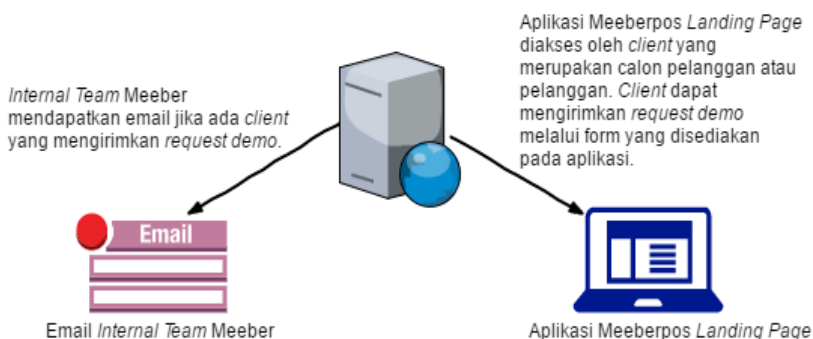 Internal Team Meeber
mendapatkan email jika ada client
yang mengirimkan request demo.
Aplikasi Meeberpos Landing Page
diakses oleh client yang
merupakan calon pelanggan atau
pelanggan. Client dapat
mengirimkan request demo
melalui form yang disediakan
pada aplikasi.
Email
Email Internal Team Meeber
Aplikasi Meeberpos Landing Page